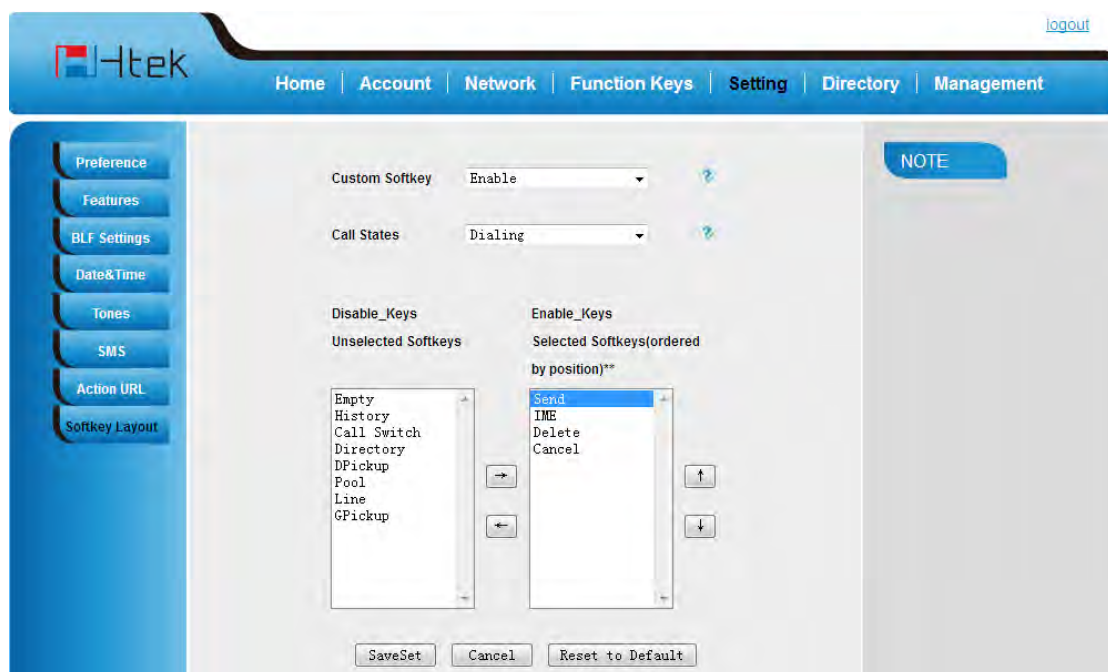 logout
Htek
Home | Account | Network | Function Keys | Setting | Directory | Management
Preference
Features
BLF Settings
Date&Time
Tones
SMS
Action URL
Softkey Layout
Custom Softkey Enable ?
Call States Dialing ?
Disable_Keys
Unselected Softkeys
Empty
History
Call Switch
Directory
DPickup
Pool
Line
GPickup
→
←
Enable_Keys
Selected Softkeys(ordered
by position)**
Send
IME
Delete
Cancel
↑
↓
SaveSet Cancel Reset to Default
NOTE